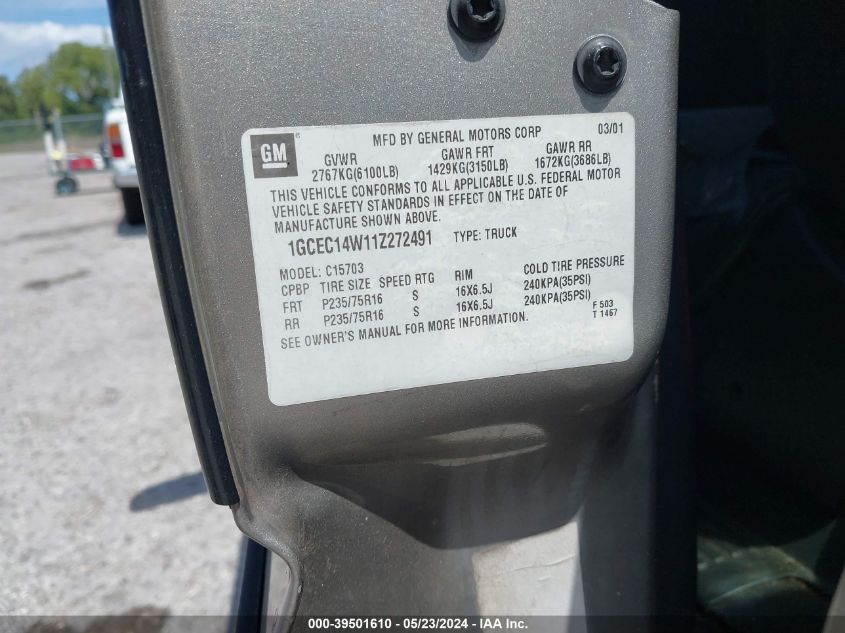 MFD BY GENERAL MOTORS CORP 03/01
GM
GVWR GAWR FRT GAWR RR
2767KG(6100LB) 1429KG(3150LB) 1672KG(3686LB)
THIS VEHICLE CONFORMS TO ALL APPLICABLE U.S. FEDERAL MOTOR
VEHICLE SAFETY STANDARDS IN EFFECT ON THE DATE OF
MANUFACTURE SHOWN ABOVE.
1GCEC14W11Z272491 TYPE: TRUCK
MODEL: C15703
CPBP TIRE SIZE SPEED RTG RIM COLD TIRE PRESSURE
FRT P235/75R16 S 16X6.5J 240KPA(35PSI)
RR P235/75R16 S 16X6.5J 240KPA(35PSI)
SEE OWNER'S MANUAL FOR MORE INFORMATION.
F 503
T 1467
000-39501610 - 05/23/2024 - IAA, Inc.